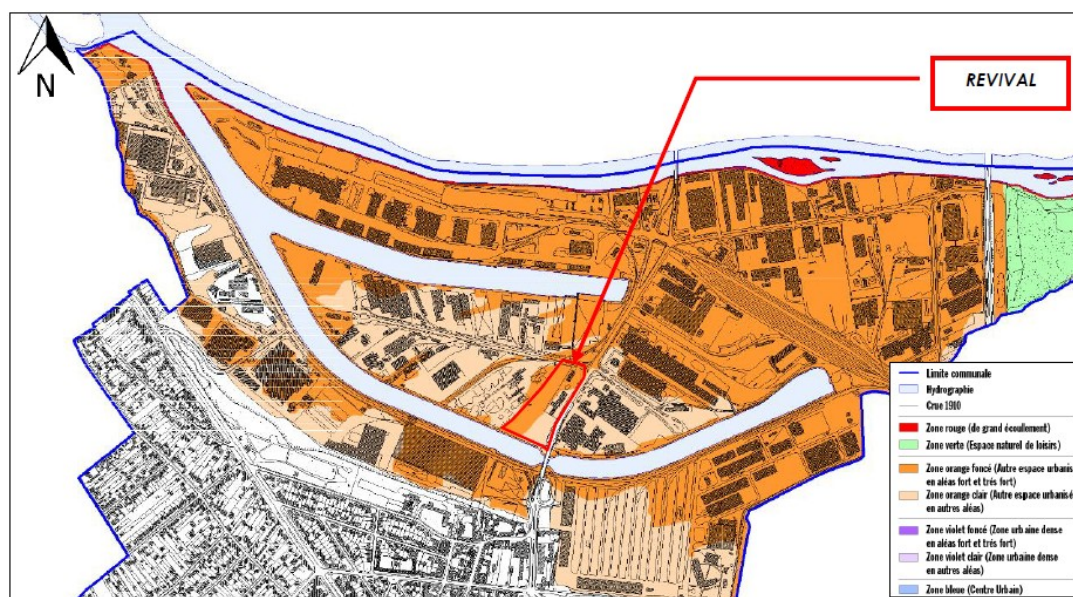 N
REVIVAL
Limite communale
Hydrographie
Crue 1910
Zone rouge (de grand écoulement)
Zone verte (Espace naturel de loisirs)
Zone orange foncé (Autre espace urbanis
en aléas fort et trés fort)
Zone orange clair (Autre espace urbanisé
en autres aléas)
Zone violet foncé (Zone urbaine dense
en aléas fort et trés fort)
Zone violet clair (Zone urbaine dense
en autres aléas)
Zone bleue (Centre Urbain)